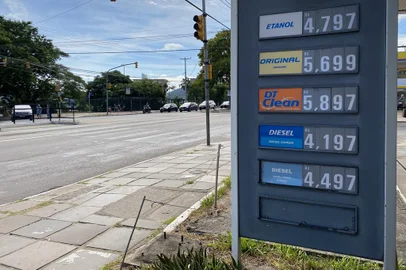 ETANOL 4,797
ORIGINAL 5,699
DT Clean 5,897
DIESEL 4,197
DIESEL 4,497